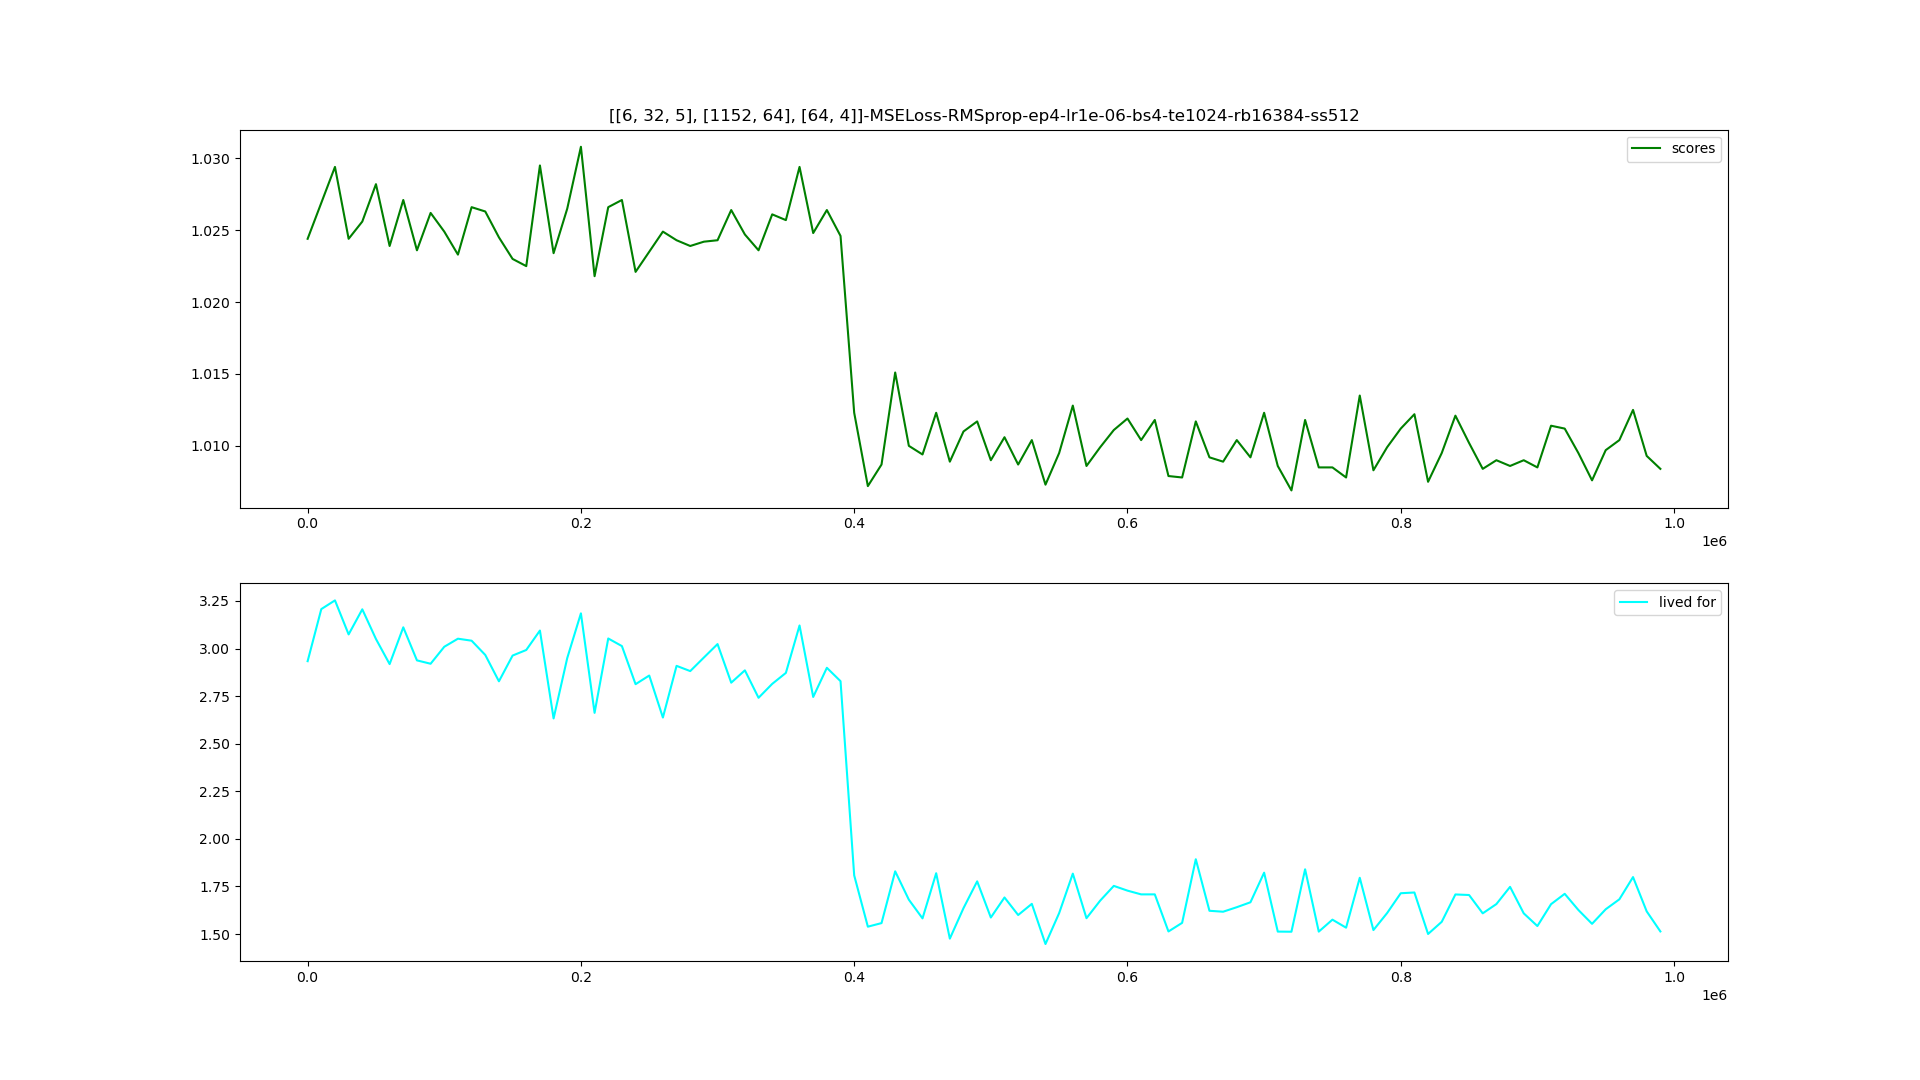 [[6, 32, 5], [1152, 64], [64, 4]]-MSELoss-RMSprop-ep4-lr1e-06-bs4-te1024-rb16384-ss512
scores
1.030
1.025
1.020
1.015
1.010
0.0 0.2 0.4 0.6 0.8 1.0
1e6
lived for
3.25
3.00
2.75
2.50
2.25
2.00
1.75
1.50
0.0 0.2 0.4 0.6 0.8 1.0
1e6